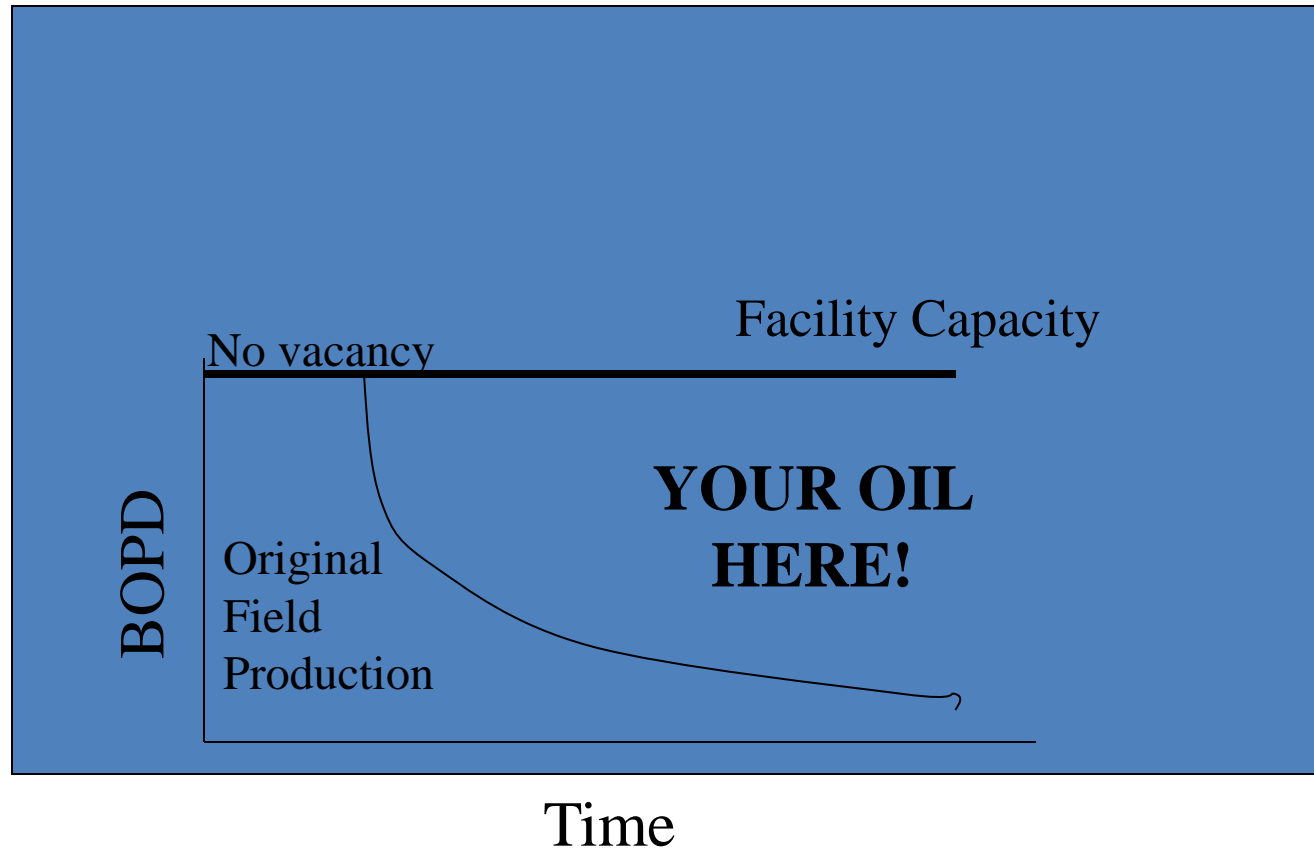 Facility Capacity
No vacancy
YOUR OIL
HERE!
BOPD
Original
Field
Production
Time